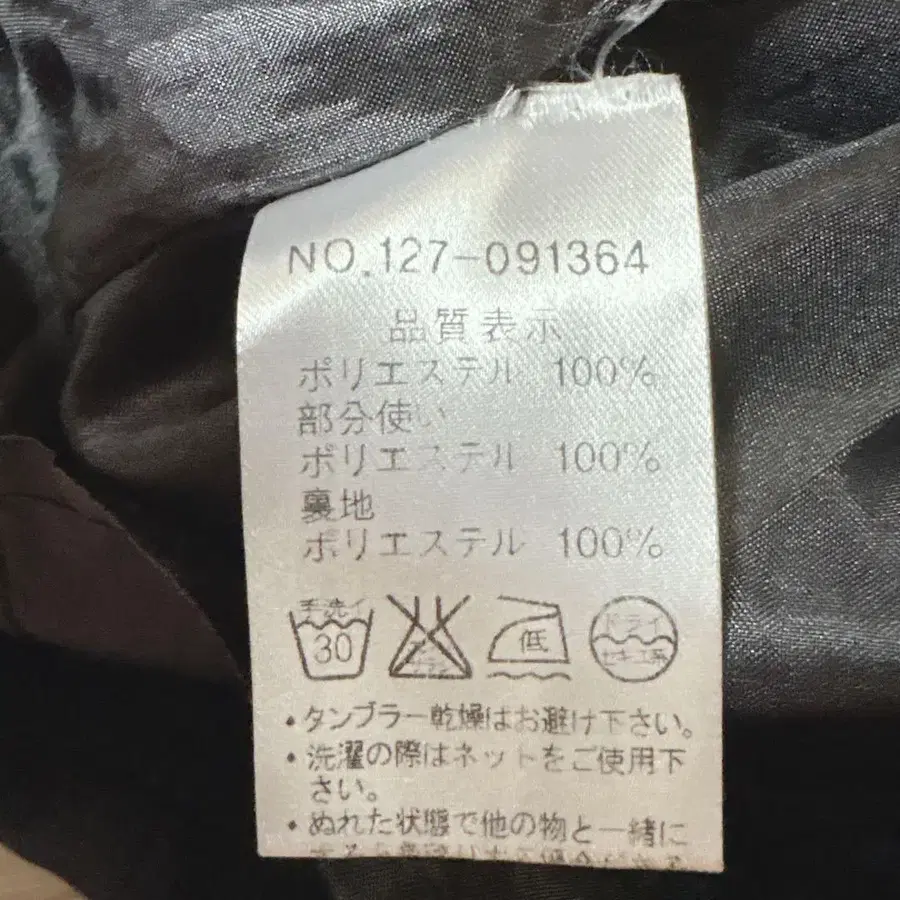 NO.127-091364
品質表示
ポリエステル 100%
部分使い
ポリエステル 100%
裏地
ポリエステル 100%
手洗イ
30
低
ドライ
セキユ系
・タンブラー乾燥はお避け下さい。
・洗濯の際はネットをご使用下
さい。
・ぬれた状態で他の物と一緒に